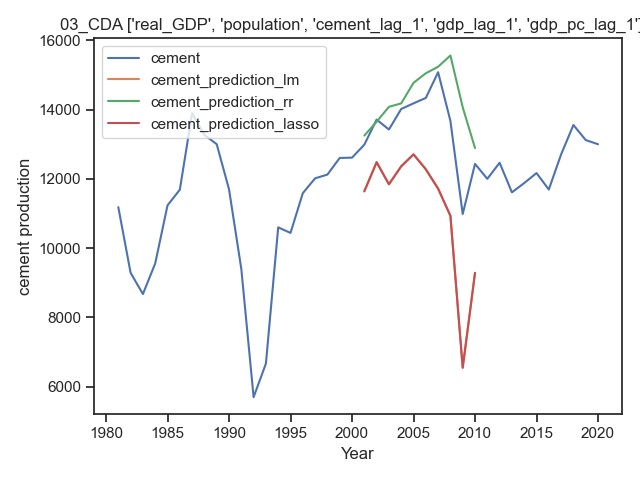 03_CDA ['real_GDP', 'population', 'cement_lag_1', 'gdp_lag_1', 'gdp_pc_lag_1']
cement
cement_prediction_lm
cement_prediction_rr
cement_prediction_lasso
16000
14000
12000
10000
8000
6000
cement production
1980 1985 1990 1995 2000 2005 2010 2015 2020
Year